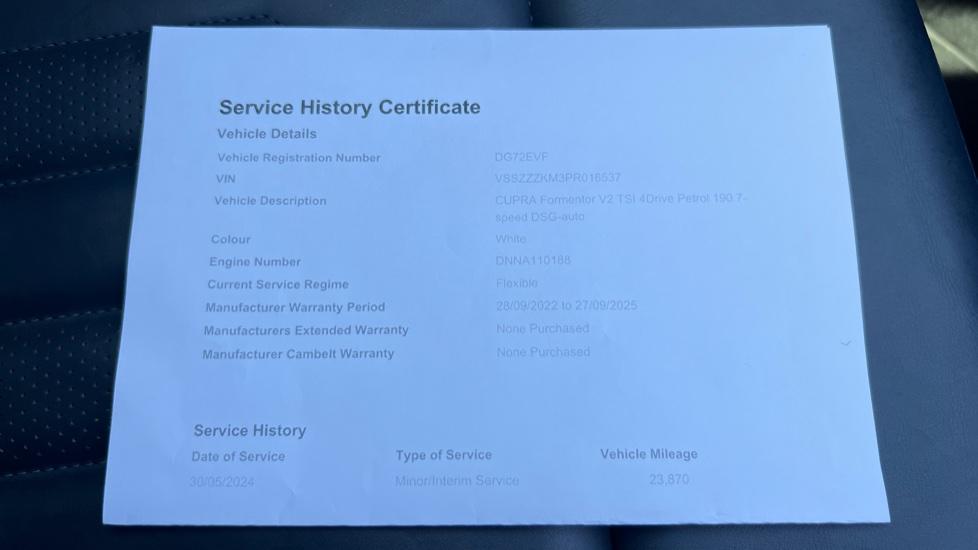 Service History Certificate
Vehicle Details
Vehicle Registration Number DG72EVF
VIN VSSZZZKM3PR016537
Vehicle Description CUPRA Formentor V2 TSI 4Drive Petrol 190 7-
speed DSG-auto
Colour White
Engine Number DNNA110188
Current Service Regime Flexible
Manufacturer Warranty Period 28/09/2022 to 27/09/2025
Manufacturers Extended Warranty None Purchased
Manufacturer Cambelt Warranty None Purchased
Service History
Date of Service Type of Service Vehicle Mileage
30/05/2024 Minor/Interim Service 23,870